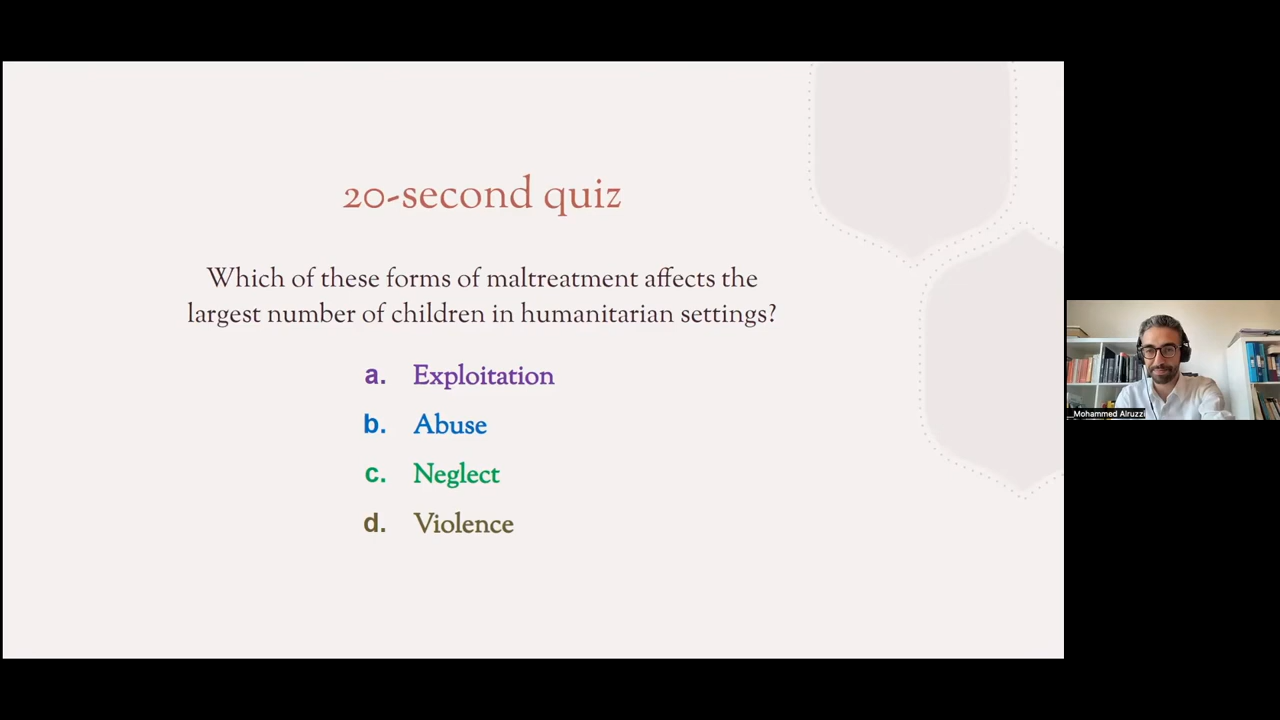 20-second quiz
Which of these forms of maltreatment affects the
largest number of children in humanitarian settings?
a. Exploitation
b. Abuse
c. Neglect
d. Violence
Mohammed Alruzzi